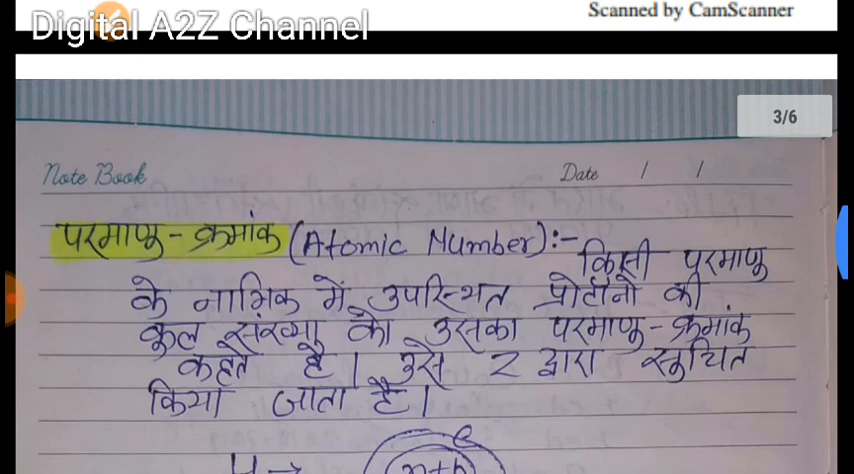 Scanned by CamScanner
Digital A2Z Channel
3/6
Note Book Date / /
परमाणु - क्रमांक (Atomic Number):-
किसी परमाणु
के नाभिक में उपस्थित प्रोटॉनो की
कुल संख्या को उसका परमाणु - क्रमांक
कहते है। उसे Z द्वारा सूचित
किया जाता है।
e
H → n+p